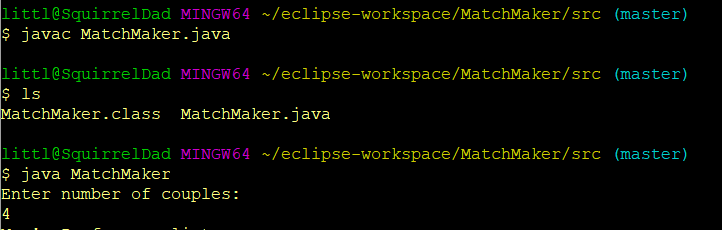 littl@SquirrelDad MINGW64 ~/eclipse-workspace/MatchMaker/src (master)
$ javac MatchMaker.java
littl@SquirrelDad MINGW64 ~/eclipse-workspace/MatchMaker/src (master)
$ ls
MatchMaker.class  MatchMaker.java
littl@SquirrelDad MINGW64 ~/eclipse-workspace/MatchMaker/src (master)
$ java MatchMaker
Enter number of couples:
4